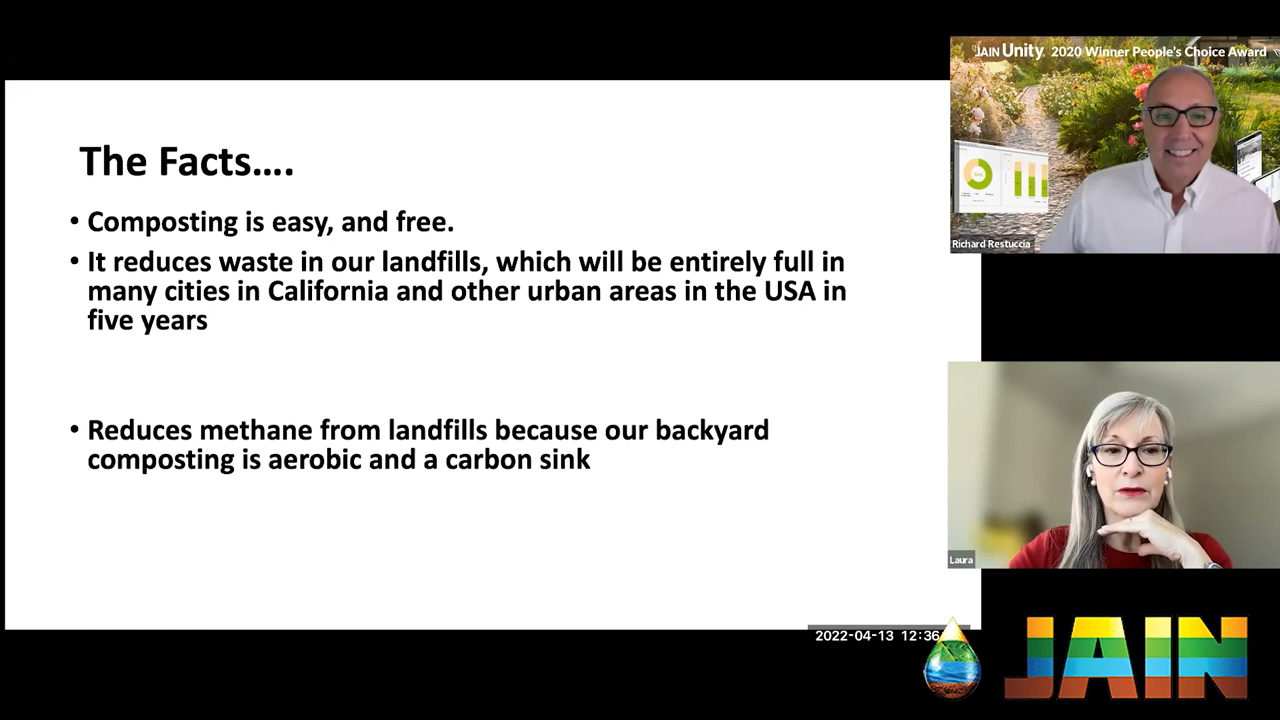 The Facts....
• Composting is easy, and free.
• It reduces waste in our landfills, which will be entirely full in
many cities in California and other urban areas in the USA in
five years
• Reduces methane from landfills because our backyard
composting is aerobic and a carbon sink
JAIN Unity. 2020 Winner People's Choice Award
Richard Restuccia
Laura
2022-04-13 12:36
JAIN